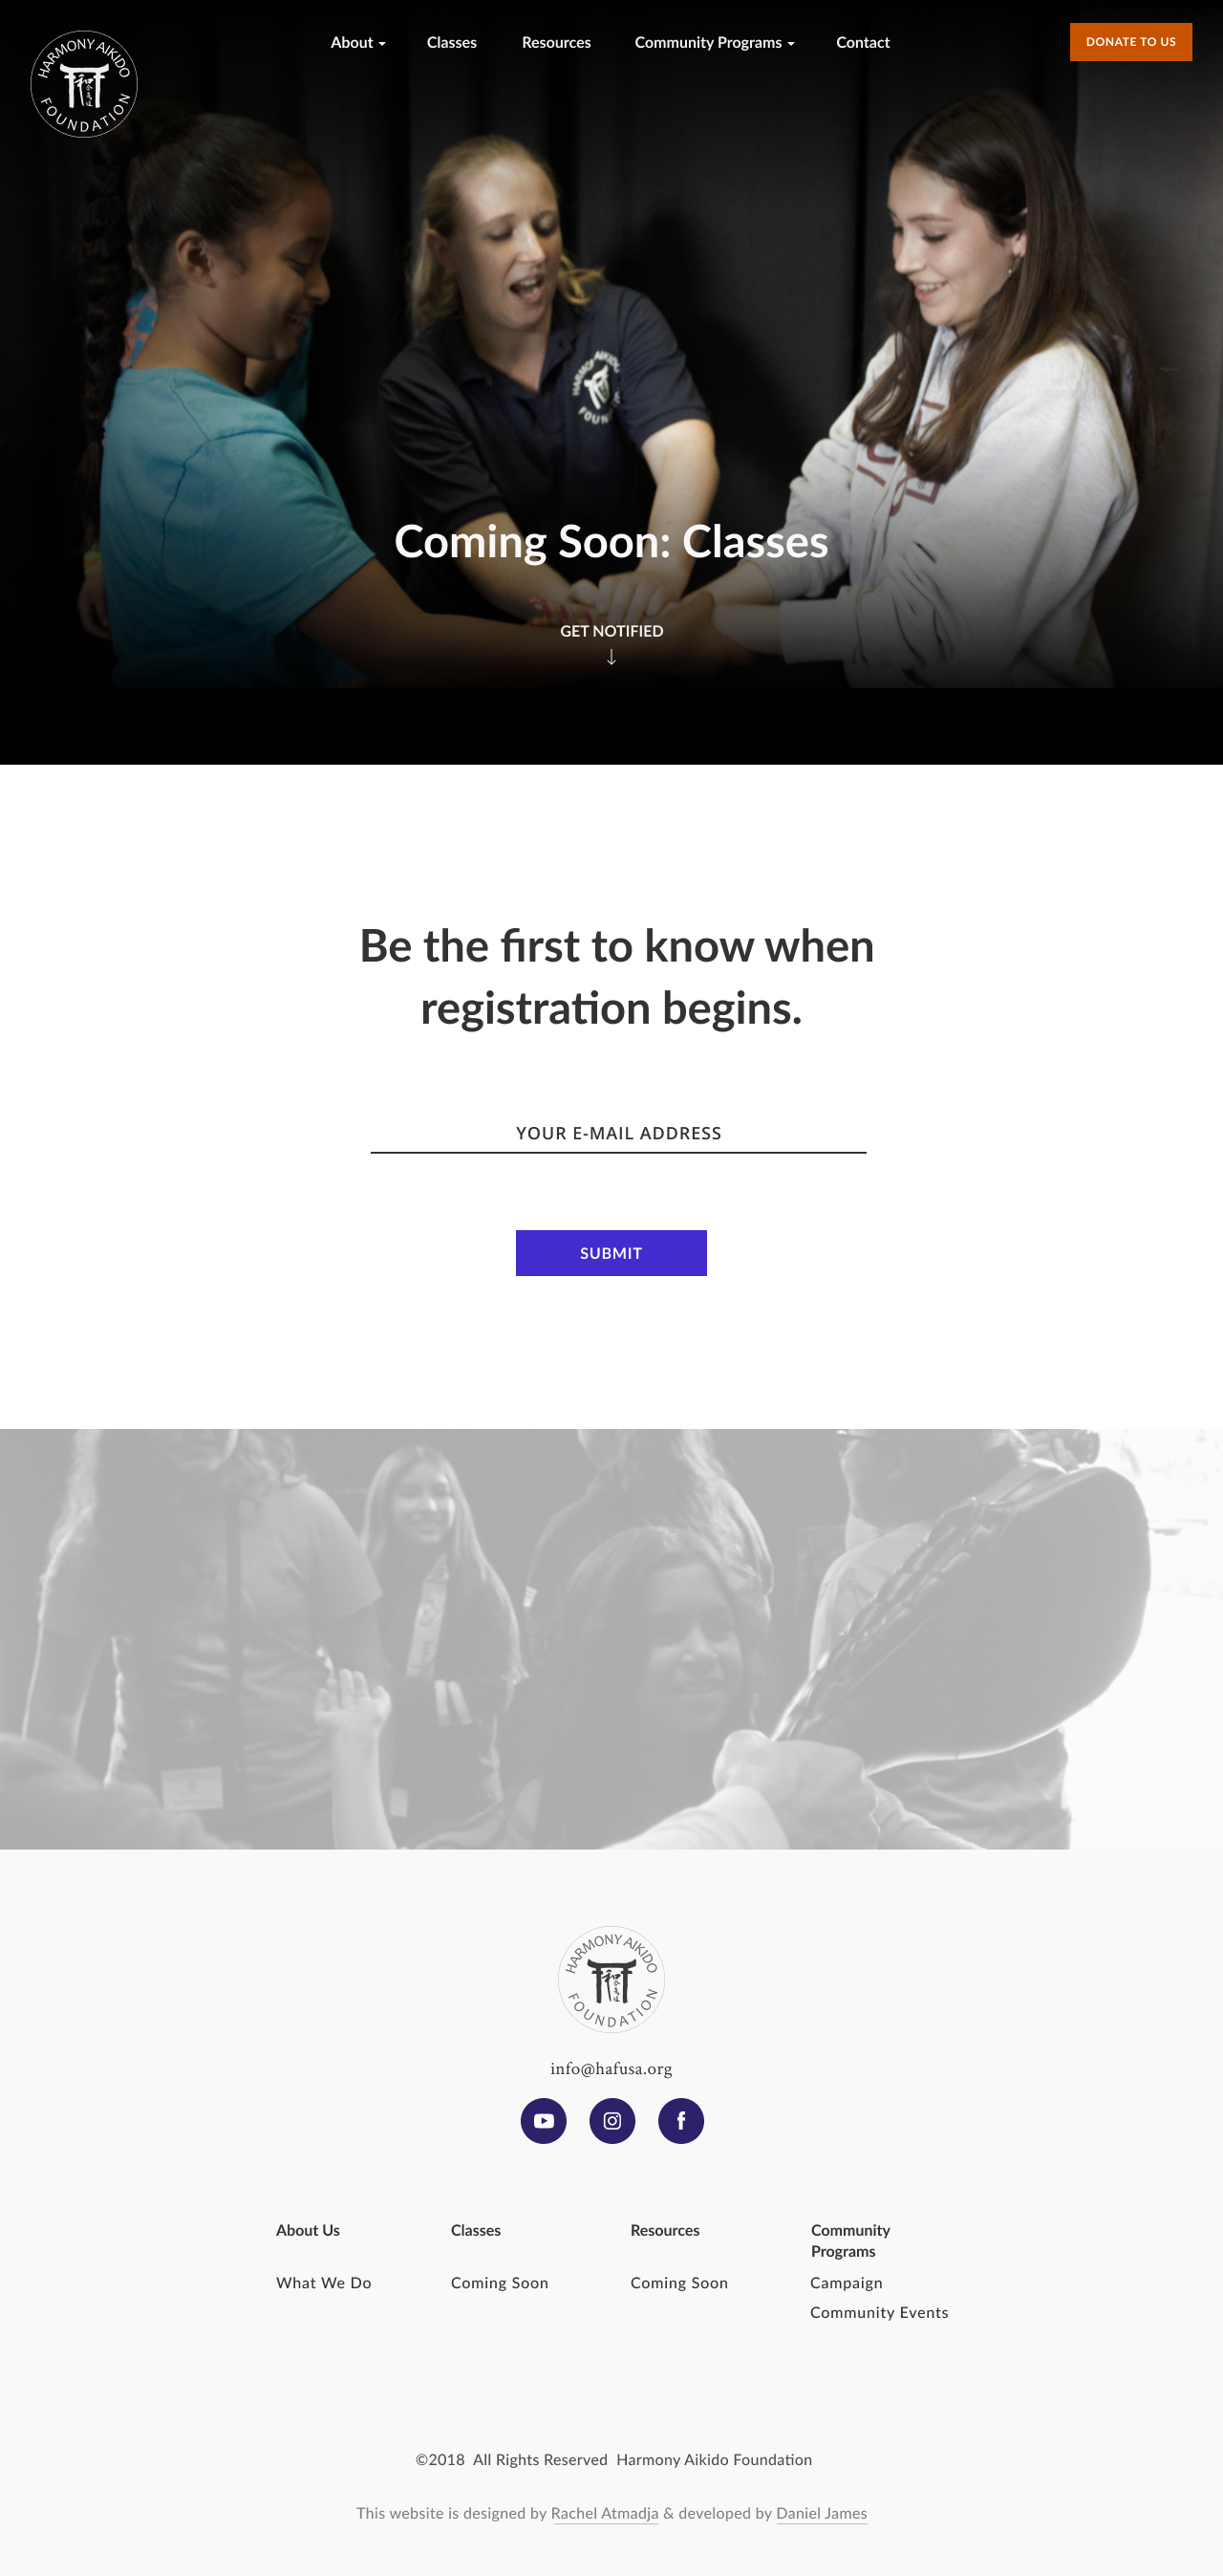 HARMONY AIKIDO
FOUNDATION
About Classes Resources Community Programs Contact
DONATE TO US
HARMONY AIKIDO
Coming Soon: Classes
GET NOTIFIED
Be the first to know when
registration begins.
YOUR E-MAIL ADDRESS
SUBMIT
HARMONY AIKIDO
FOUNDATION
info@hafusa.org
About Us Classes Resources Community
Programs
What We Do Coming Soon Coming Soon Campaign
Community Events
©2018 All Rights Reserved Harmony Aikido Foundation
This website is designed by Rachel Atmadja & developed by Daniel James